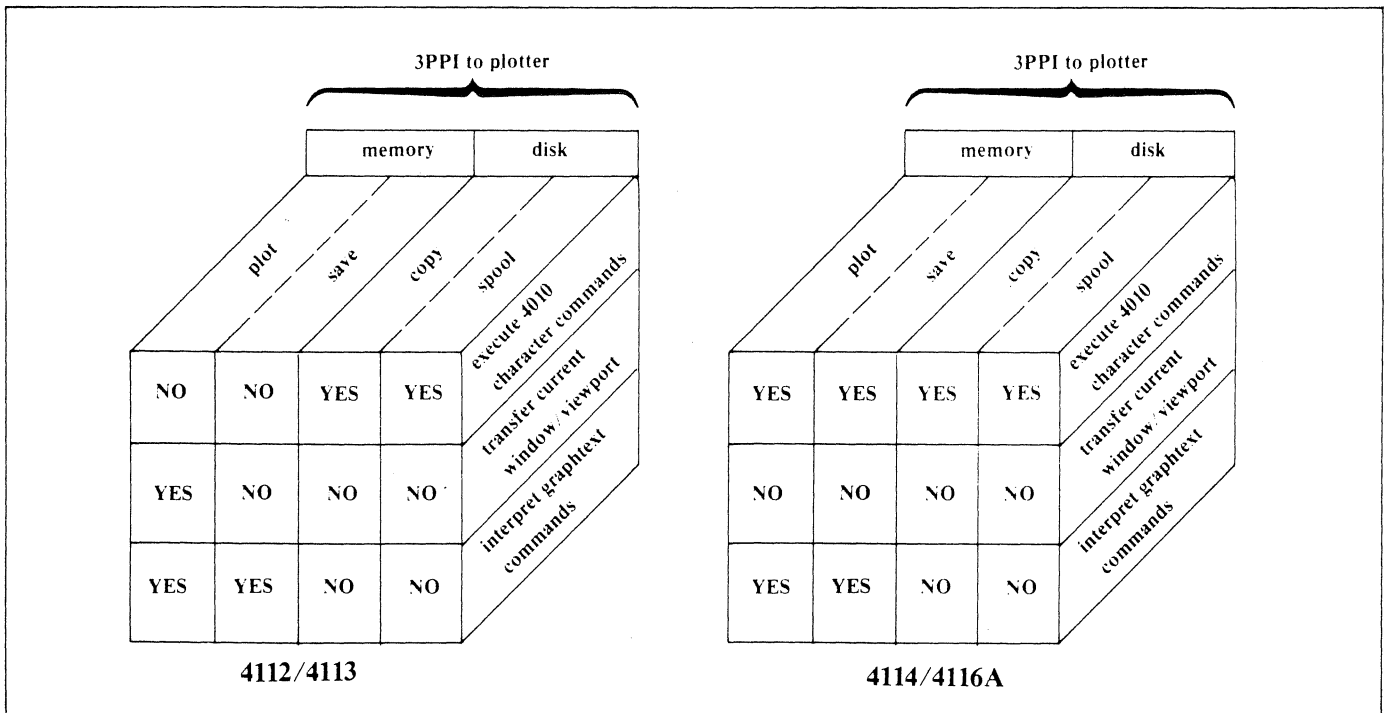 3PPI to plotter
memory disk
plot
save
copy
spool
execute 4010
character commands
transfer current
window/viewport
interpret graphtext
commands
NO NO YES YES
YES NO NO NO
YES YES NO NO
4112/4113
3PPI to plotter
memory disk
plot
save
copy
spool
execute 4010
character commands
transfer current
window/viewport
interpret graphtext
commands
YES YES YES YES
NO NO NO NO
YES YES NO NO
4114/4116A